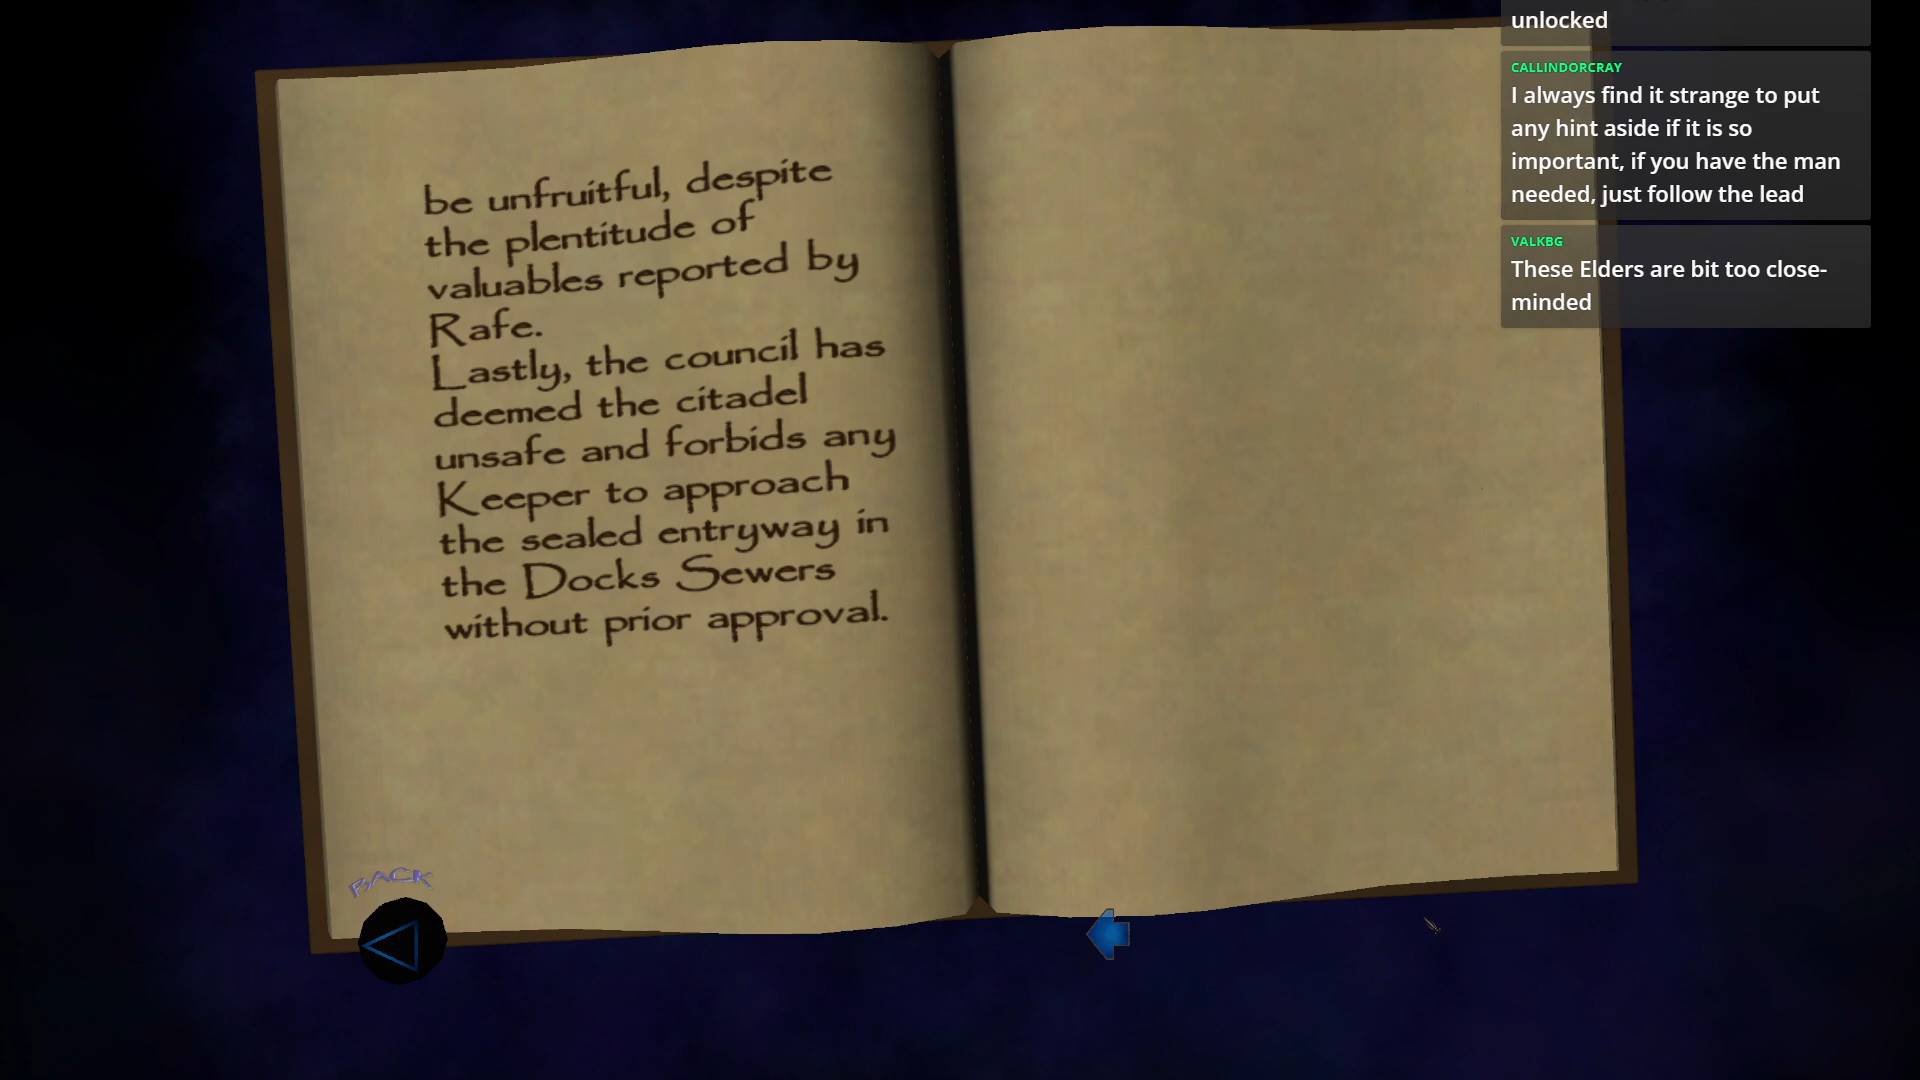 be unfruitful, despite
the plentitude of
valuables reported by
Rafe.
Lastly, the council has
deemed the citadel
unsafe and forbids any
Keeper to approach
the sealed entryway in
the Docks Sewers
without prior approval.
BACK
unlocked
CALLINDORCRAY
I always find it strange to put
any hint aside if it is so
important, if you have the man
needed, just follow the lead
VALKBG
These Elders are bit too close-
minded